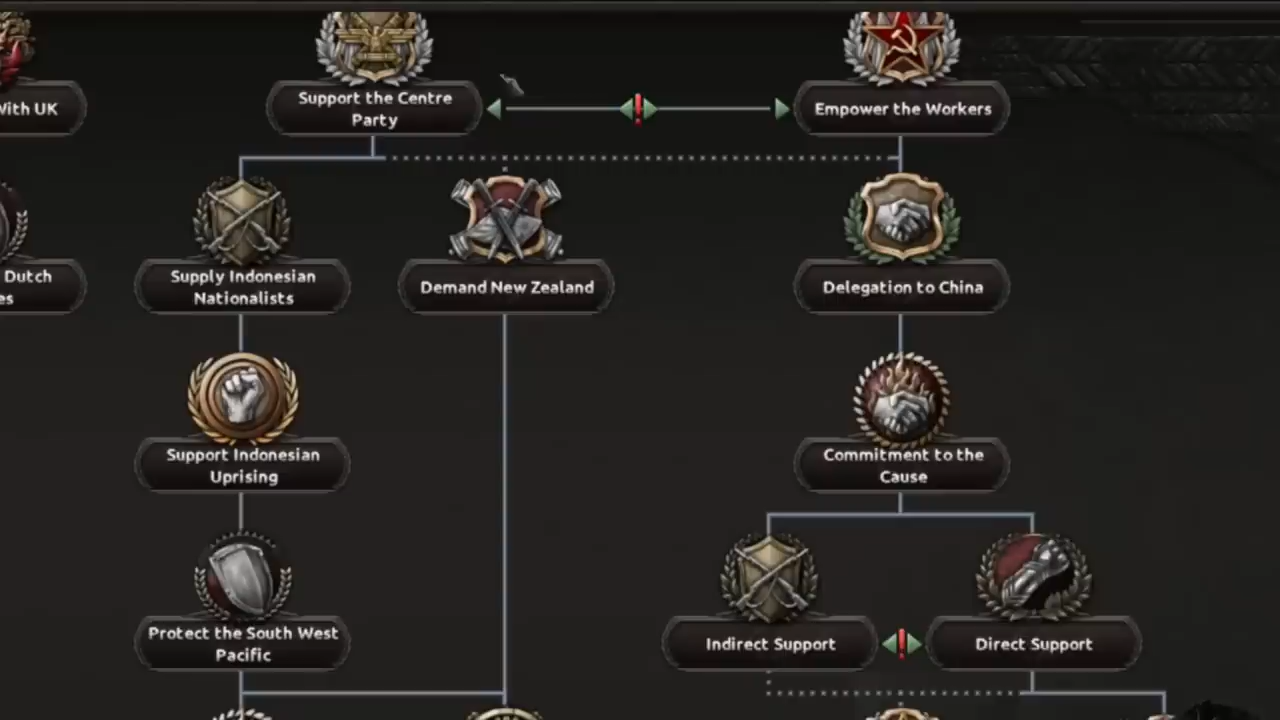 With UK
Support the Centre
Party
Empower the Workers
Dutch
es
Supply Indonesian
Nationalists
Demand New Zealand
Delegation to China
Support Indonesian
Uprising
Commitment to the
Cause
Protect the South West
Pacific
Indirect Support
Direct Support